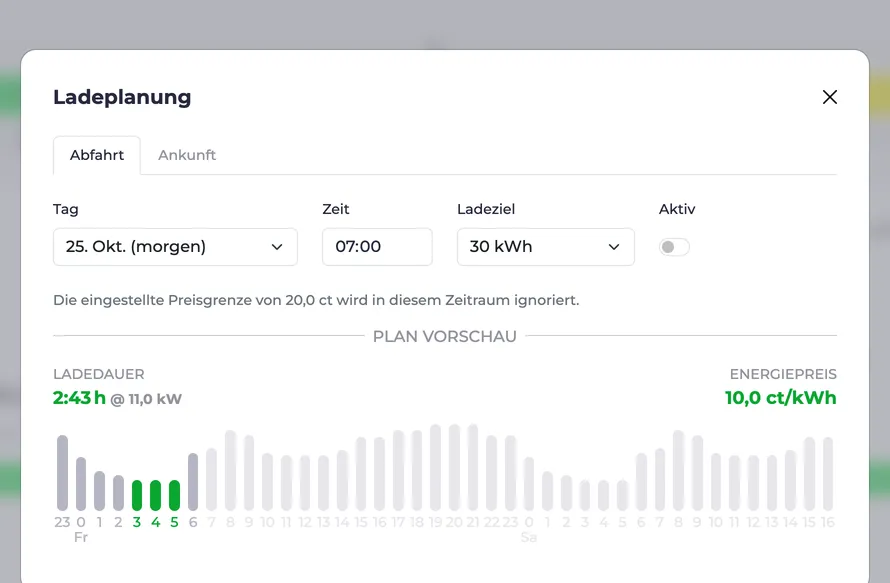 Ladeplanung
Abfahrt Ankunft
Tag Zeit Ladeziel Aktiv
25. Okt. (morgen) 07:00 30 kWh
Die eingestellte Preisgrenze von 20,0 ct wird in diesem Zeitraum ignoriert.
PLAN VORSCHAU
LADEDAUER ENERGIEPREIS
2:43 h @ 11,0 kW 10,0 ct/kWh
23 0 1 2 3 4 5 6 7 8 9 10 11 12 13 14 15 16 17 18 19 20 21 22 23 0 1 2 3 4 5 6 7 8 9 10 11 12 13 14 15 16
Fr Sa